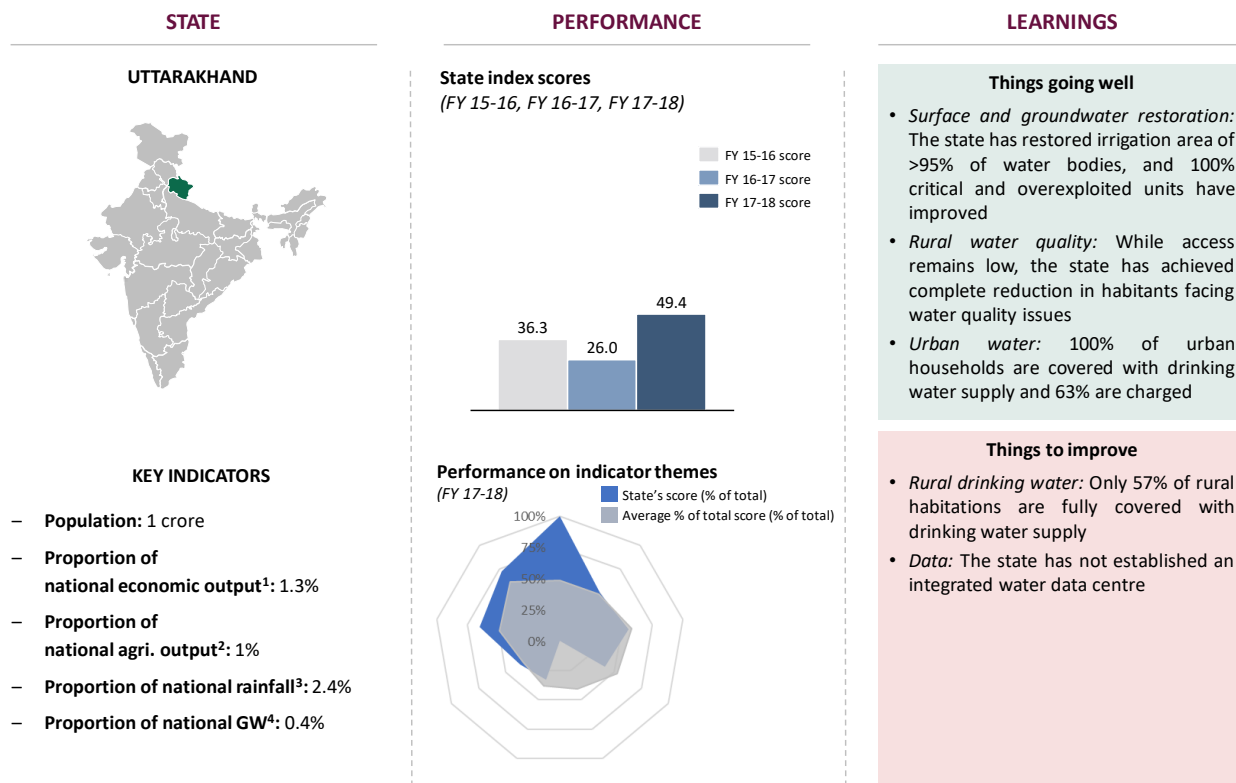 STATE
UTTARAKHAND
KEY INDICATORS
– Population: 1 crore
– Proportion of
national economic output¹: 1.3%
– Proportion of
national agri. output²: 1%
– Proportion of national rainfall³: 2.4%
– Proportion of national GW⁴: 0.4%
PERFORMANCE
State index scores
(FY 15-16, FY 16-17, FY 17-18)
FY 15-16 score
FY 16-17 score
FY 17-18 score
36.3
26.0
49.4
Performance on indicator themes
(FY 17-18)
State's score (% of total)
Average % of total score (% of total)
100%
75%
50%
25%
0%
LEARNINGS
Things going well
• Surface and groundwater restoration:
The state has restored irrigation area of
>95% of water bodies, and 100%
critical and overexploited units have
improved
• Rural water quality: While access
remains low, the state has achieved
complete reduction in habitants facing
water quality issues
• Urban water: 100% of urban
households are covered with drinking
water supply and 63% are charged
Things to improve
• Rural drinking water: Only 57% of rural
habitations are fully covered with
drinking water supply
• Data: The state has not established an
integrated water data centre